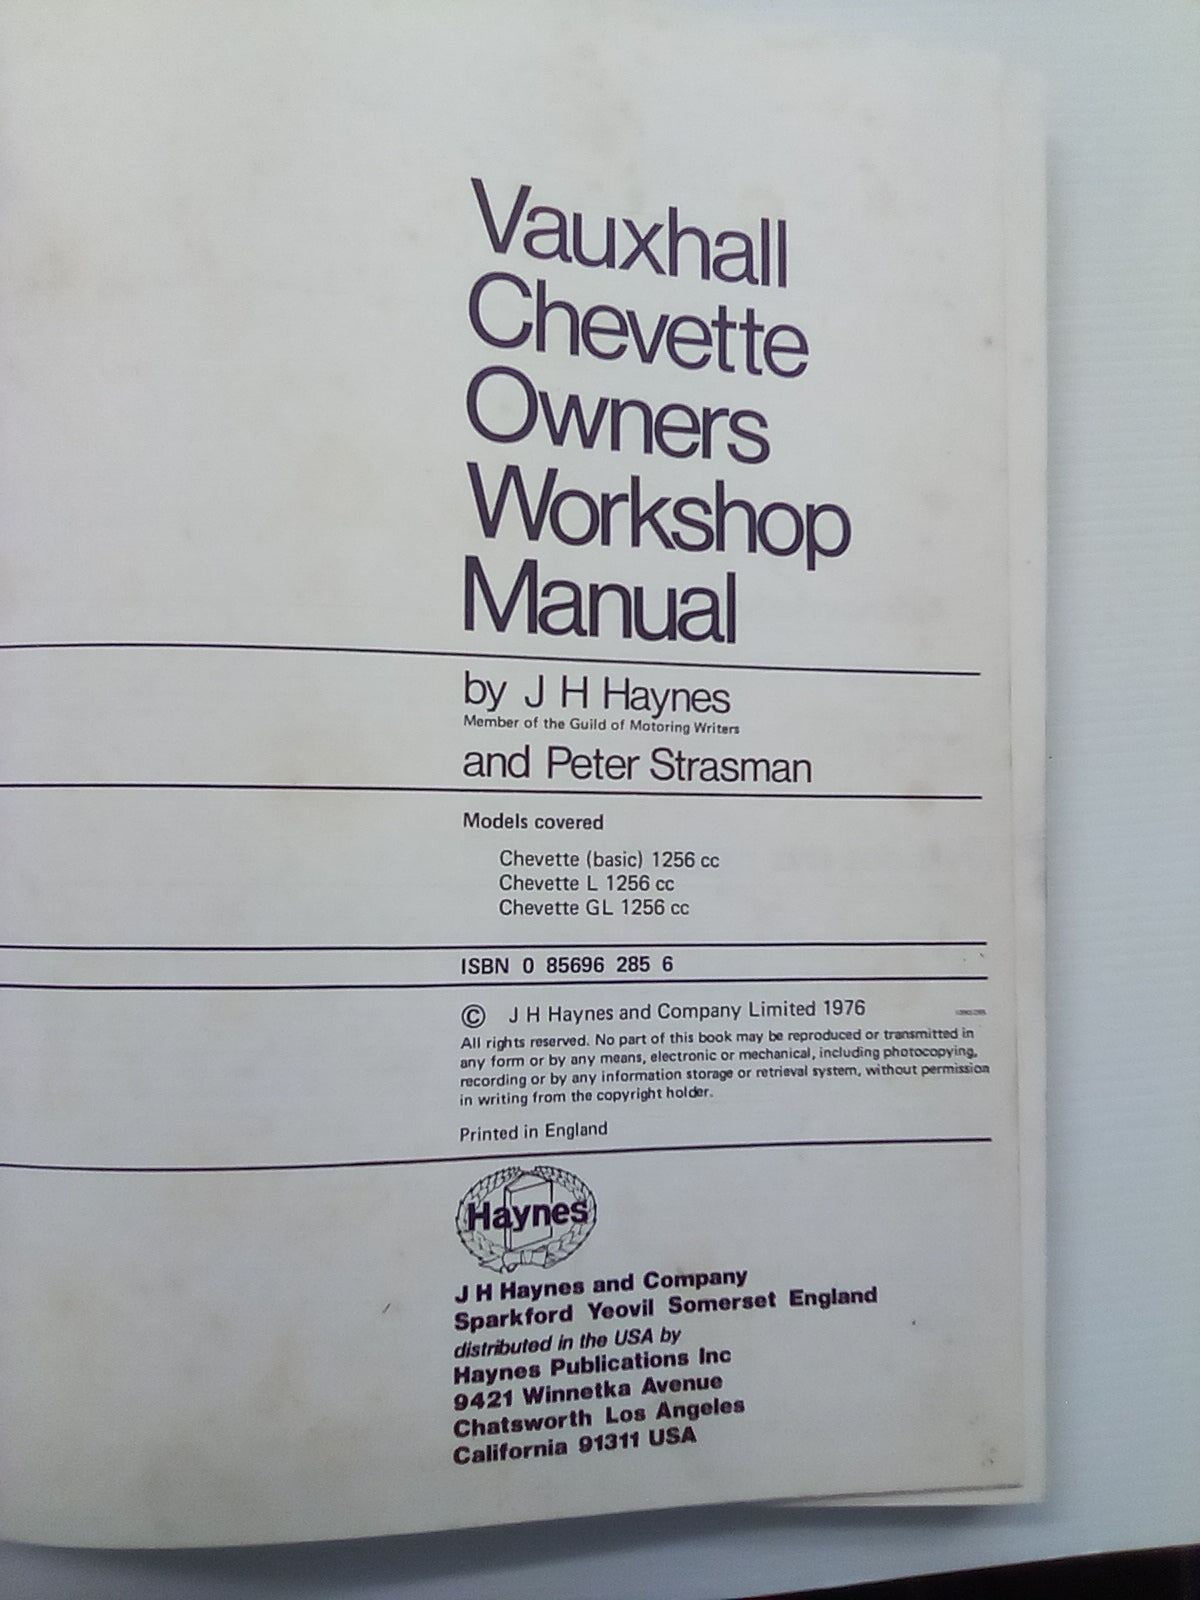 Vauxhall
Chevette
Owners
Workshop
Manual
by J H Haynes
Member of the Guild of Motoring Writers
and Peter Strasman
Models covered
Chevette (basic) 1256 cc
Chevette L 1256 cc
Chevette GL 1256 cc
ISBN 0 85696 285 6
© J H Haynes and Company Limited 1976
All rights reserved. No part of this book may be reproduced or transmitted in
any form or by any means, electronic or mechanical, including photocopying,
recording or by any information storage or retrieval system, without permission
in writing from the copyright holder.
Printed in England
Haynes
J H Haynes and Company
Sparkford Yeovil Somerset England
distributed in the USA by
Haynes Publications Inc
9421 Winnetka Avenue
Chatsworth Los Angeles
California 91311 USA